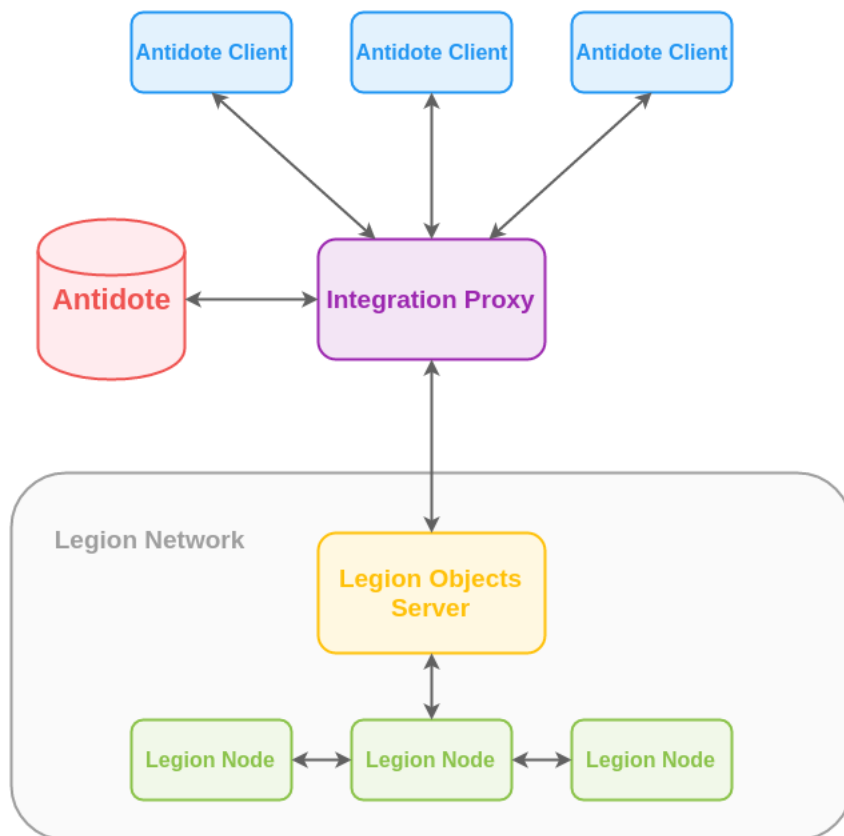 Antidote Client
Antidote Client
Antidote Client
Antidote
Integration Proxy
Legion Network
Legion Objects
Server
Legion Node
Legion Node
Legion Node